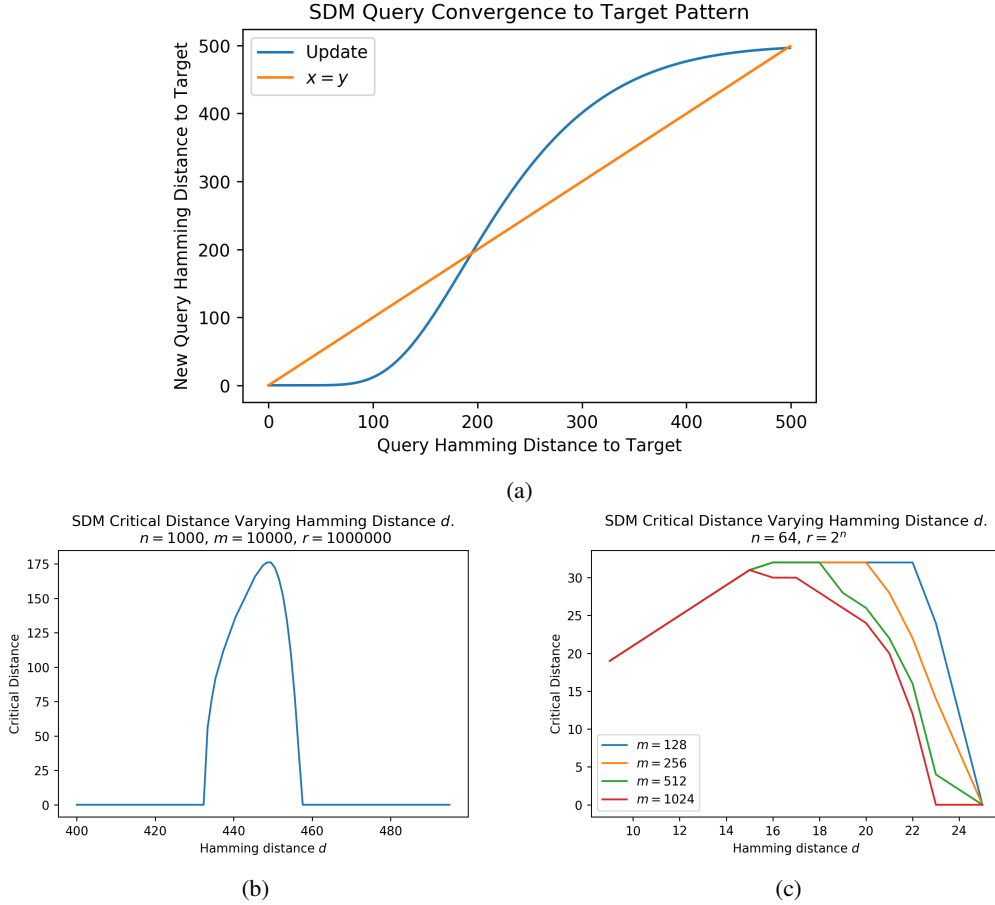 SDM Query Convergence to Target Pattern
Update
x = y
500
400
300
200
100
0
New Query Hamming Distance to Target
0 100 200 300 400 500
Query Hamming Distance to Target
(a)
SDM Critical Distance Varying Hamming Distance d.
n = 1000, m = 10000, r = 1000000
175
150
125
100
75
50
25
0
Critical Distance
400 420 440 460 480
Hamming distance d
(b)
SDM Critical Distance Varying Hamming Distance d.
n = 64, r = 2^n
30
25
20
15
10
5
0
Critical Distance
m = 128
m = 256
m = 512
m = 1024
10 12 14 16 18 20 22 24
Hamming distance d
(c)